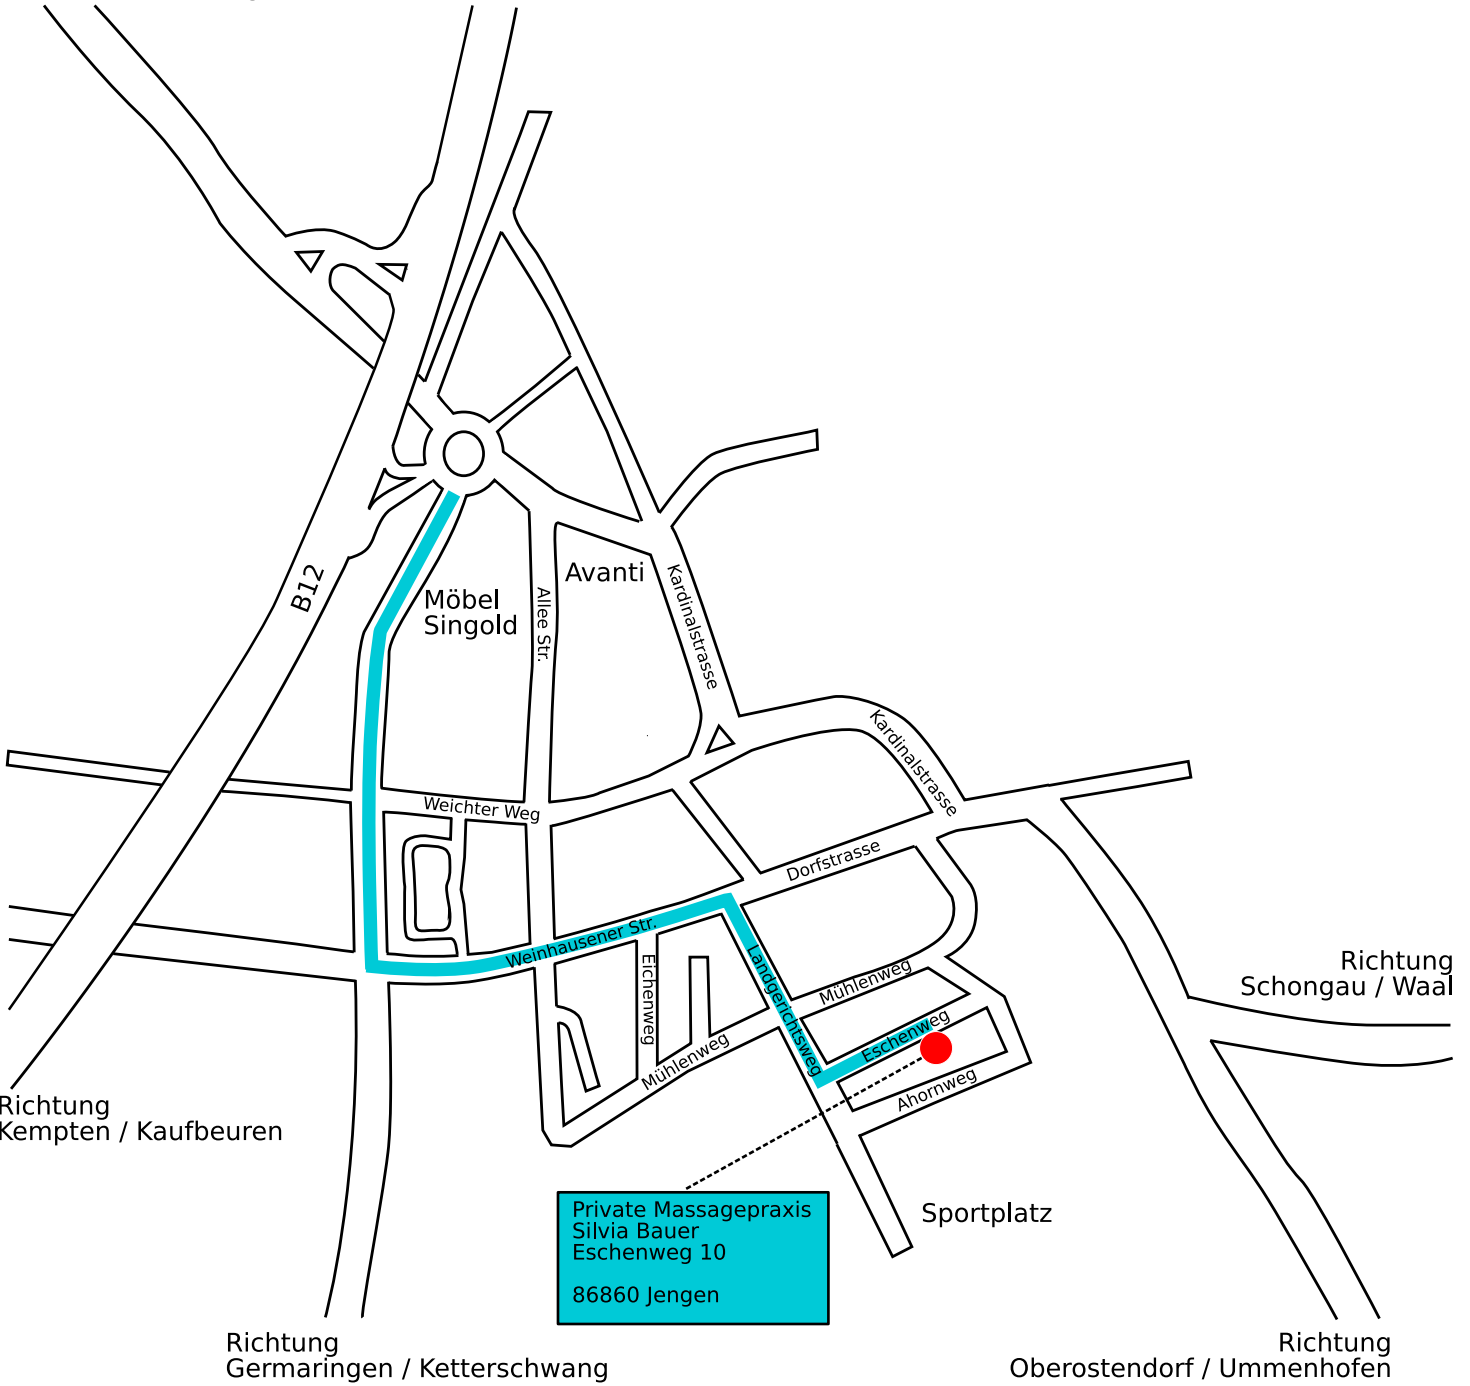 B12
Möbel
Singold
Allee Str.
Avanti
Kardinalstrasse
Kardinalstrasse
Weichter Weg
Dorfstrasse
Weinhausener Str.
Eichenweg
Landgerichtsweg
Mühlenweg
Mühlenweg
Eschenweg
Ahornweg
Richtung
Schongau / Waal
Richtung
Kempten / Kaufbeuren
Private Massagepraxis
Silvia Bauer
Eschenweg 10
86860 Jengen
Sportplatz
Richtung
Germaringen / Ketterschwang
Richtung
Oberostendorf / Ummenhofen